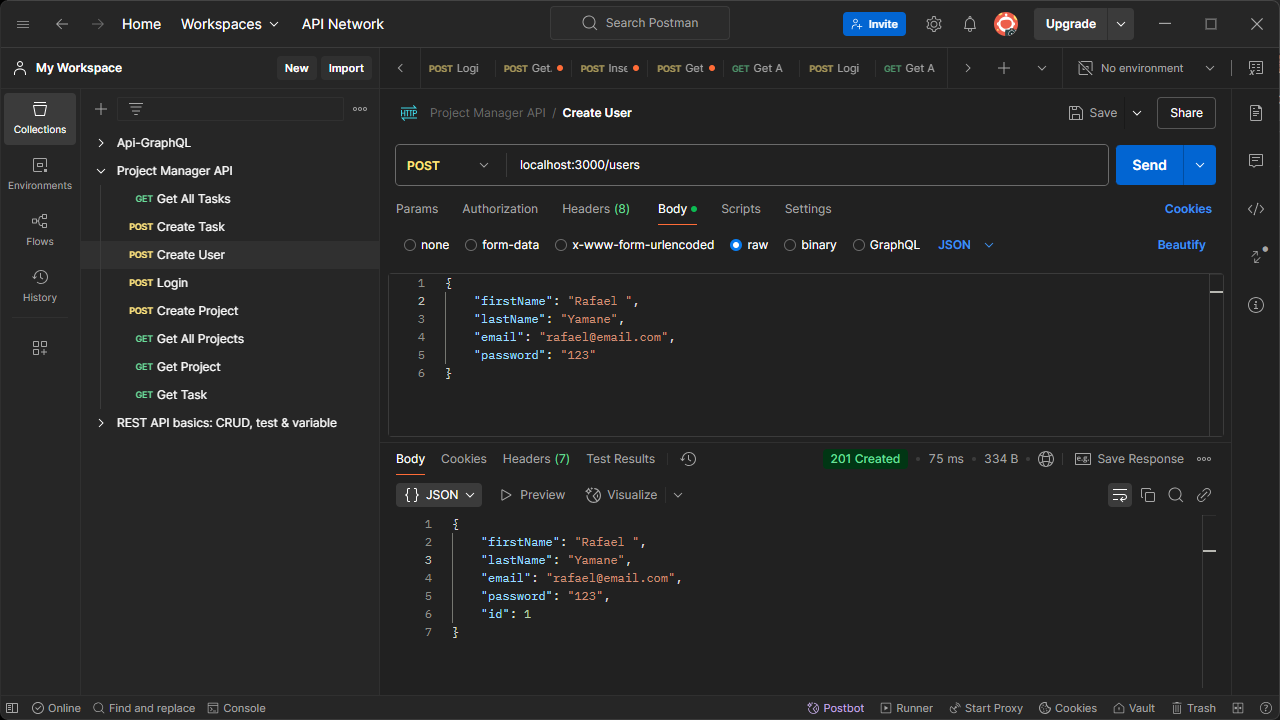 Home Workspaces API Network Search Postman Invite Upgrade
My Workspace New Import POST Logi POST Get. POST Inse POST Get GET Get A POST Logi GET Get A No environment
Collections
Environments
Flows
History
Api-GraphQL
Project Manager API
GET Get All Tasks
POST Create Task
POST Create User
POST Login
POST Create Project
GET Get All Projects
GET Get Project
GET Get Task
REST API basics: CRUD, test & variable
HTTP Project Manager API / Create User Save Share
POST localhost:3000/users Send
Params Authorization Headers (8) Body Scripts Settings Cookies
none form-data x-www-form-urlencoded raw binary GraphQL JSON Beautify
1 {
2 "firstName": "Rafael ",
3 "lastName": "Yamane",
4 "email": "rafael@email.com",
5 "password": "123"
6 }
Body Cookies Headers (7) Test Results 201 Created 75 ms 334 B e.g. Save Response
{} JSON Preview Visualize
1 {
2 "firstName": "Rafael ",
3 "lastName": "Yamane",
4 "email": "rafael@email.com",
5 "password": "123",
6 "id": 1
7 }
Online Find and replace Console Postbot Runner Start Proxy Cookies Vault Trash